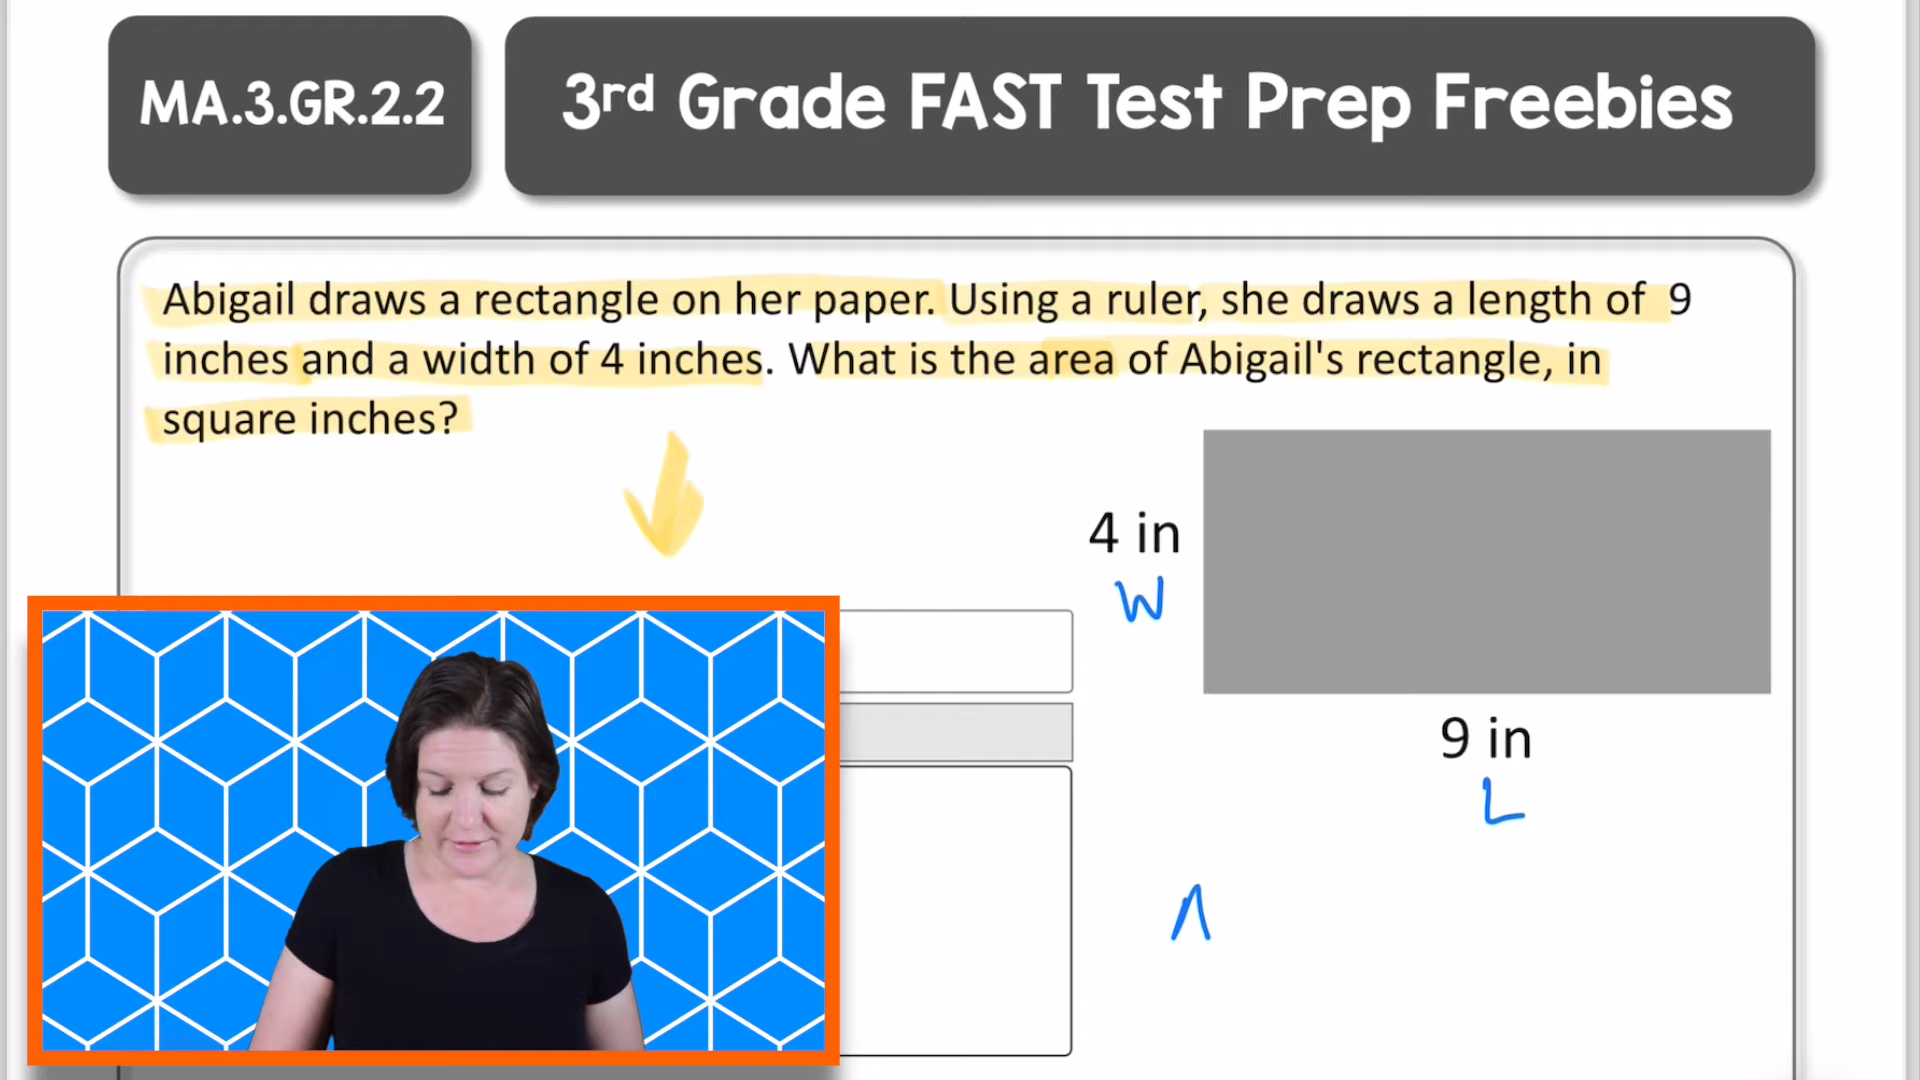 MA.3.GR.2.2
3rd Grade FAST Test Prep Freebies
Abigail draws a rectangle on her paper. Using a ruler, she draws a length of 9
inches and a width of 4 inches. What is the area of Abigail's rectangle, in
square inches?
4 in
W
9 in
L